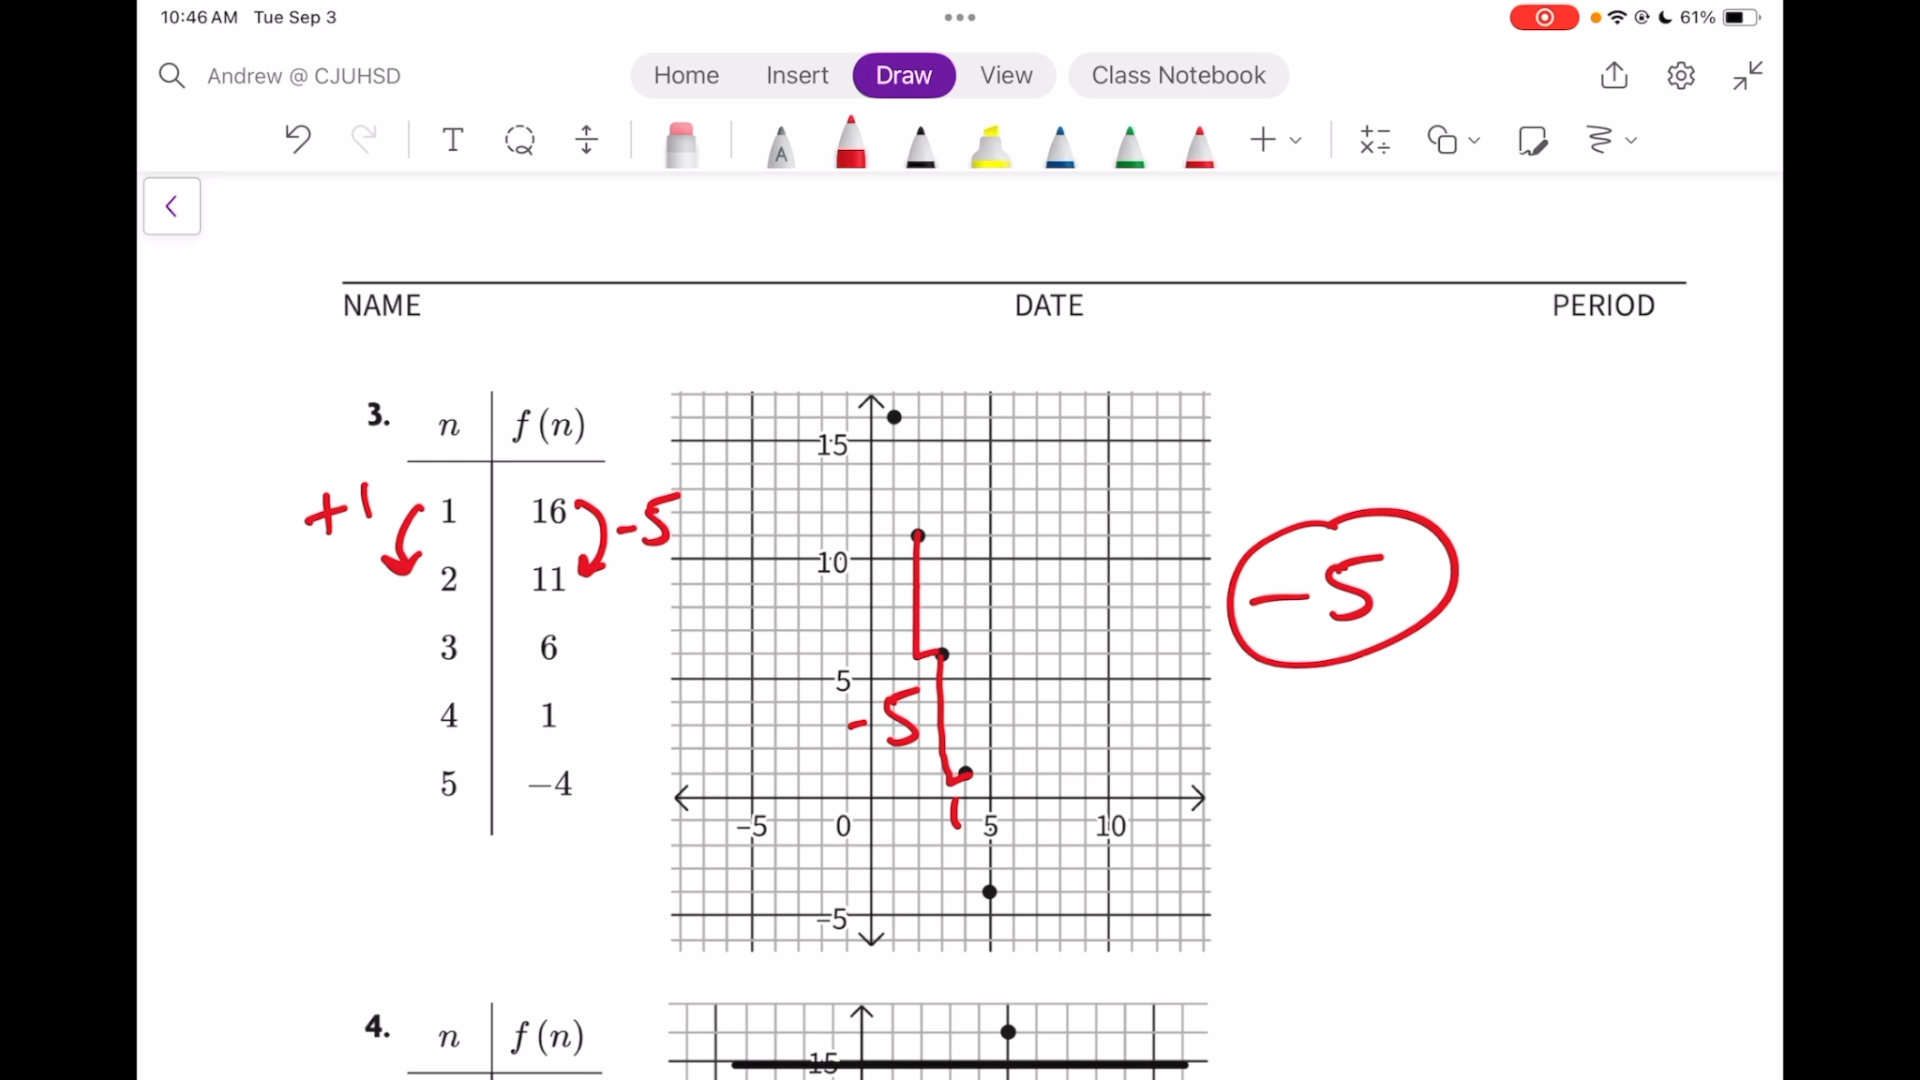 10:46 AM Tue Sep 3
61%
Andrew @ CJUHSD
Home Insert Draw View Class Notebook
T
A
NAME DATE PERIOD
3.
n f(n)
+1
1 16
-5
2 11
3 6
4 1
5 −4
15
10
5
-5
−5 0 5 10
1
−5
-5
4.
n f(n)
15